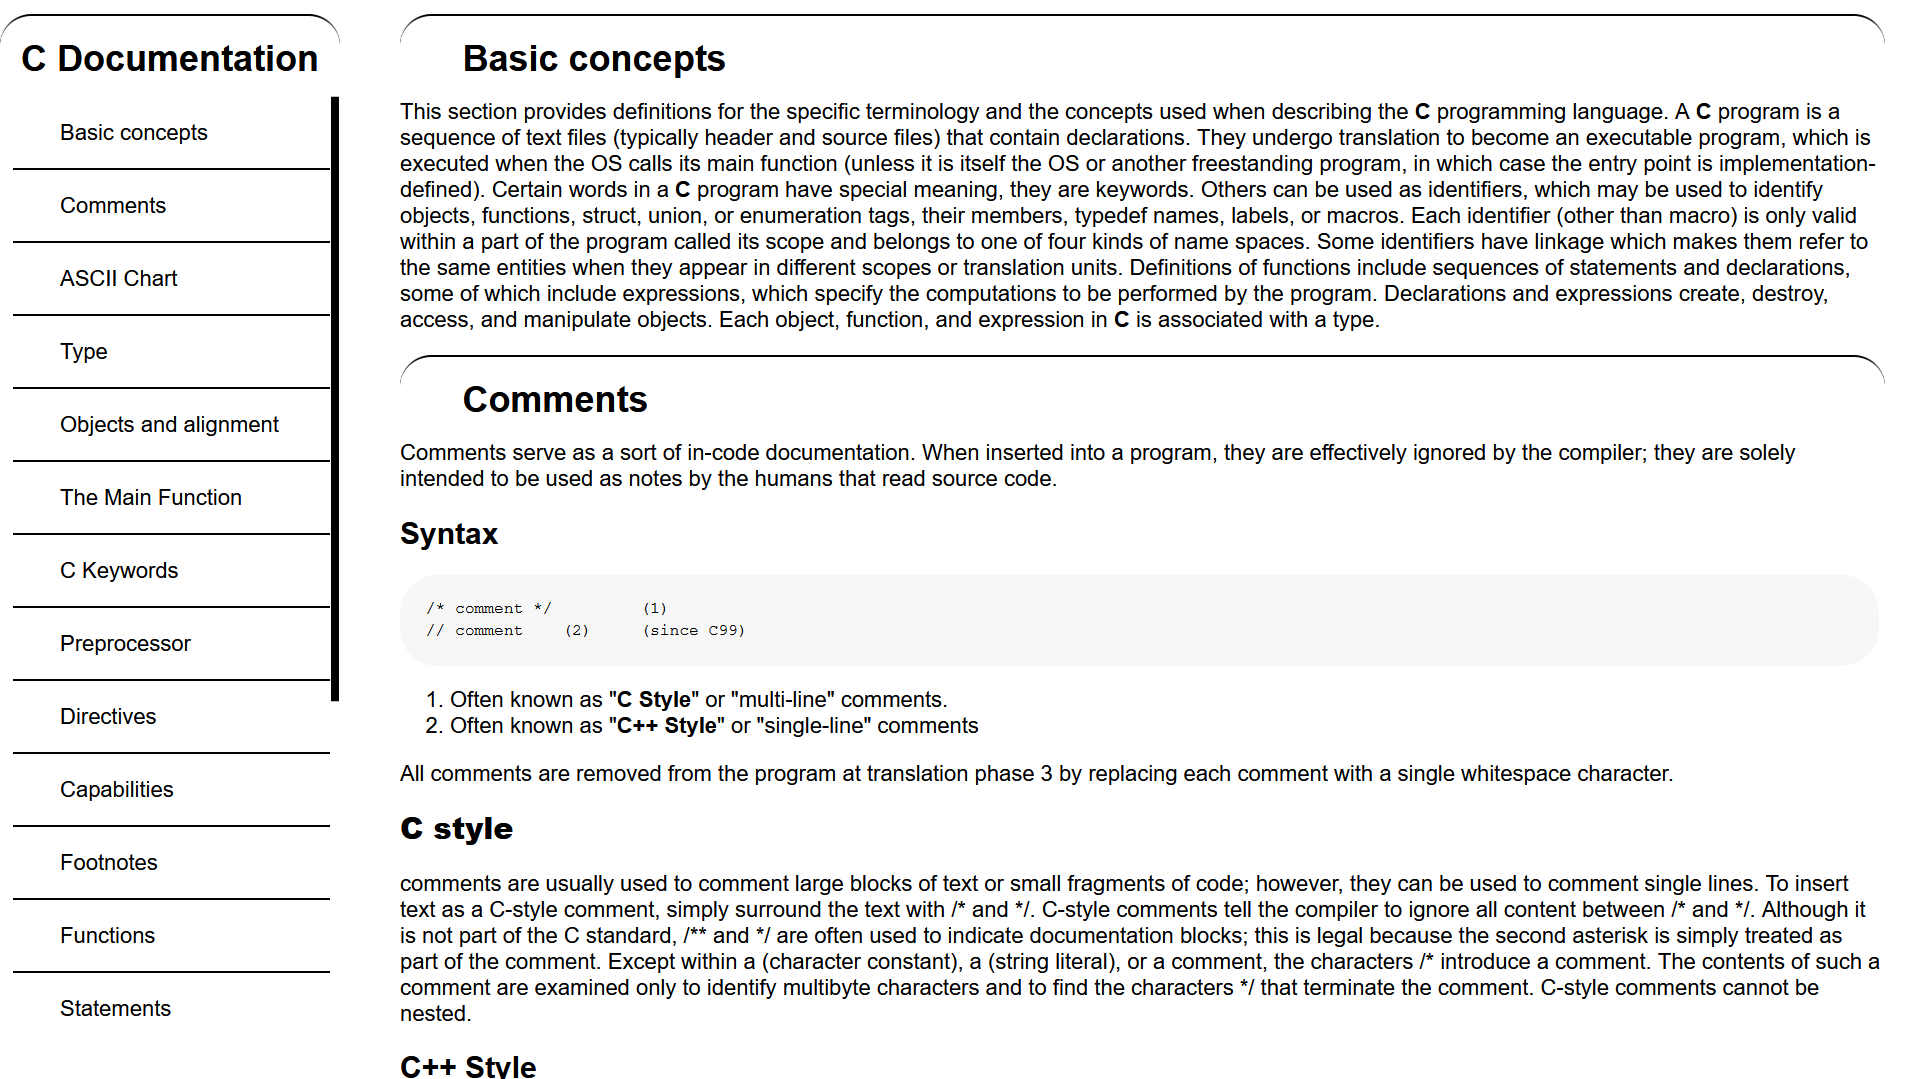 C Documentation
Basic concepts
Comments
ASCII Chart
Type
Objects and alignment
The Main Function
C Keywords
Preprocessor
Directives
Capabilities
Footnotes
Functions
Statements
Basic concepts
This section provides definitions for the specific terminology and the concepts used when describing the C programming language. A C program is a
sequence of text files (typically header and source files) that contain declarations. They undergo translation to become an executable program, which is
executed when the OS calls its main function (unless it is itself the OS or another freestanding program, in which case the entry point is implementation-
defined). Certain words in a C program have special meaning, they are keywords. Others can be used as identifiers, which may be used to identify
objects, functions, struct, union, or enumeration tags, their members, typedef names, labels, or macros. Each identifier (other than macro) is only valid
within a part of the program called its scope and belongs to one of four kinds of name spaces. Some identifiers have linkage which makes them refer to
the same entities when they appear in different scopes or translation units. Definitions of functions include sequences of statements and declarations,
some of which include expressions, which specify the computations to be performed by the program. Declarations and expressions create, destroy,
access, and manipulate objects. Each object, function, and expression in C is associated with a type.
Comments
Comments serve as a sort of in-code documentation. When inserted into a program, they are effectively ignored by the compiler; they are solely
intended to be used as notes by the humans that read source code.
Syntax
/* comment */ (1)
// comment (2) (since C99)
1. Often known as "C Style" or "multi-line" comments.
2. Often known as "C++ Style" or "single-line" comments
All comments are removed from the program at translation phase 3 by replacing each comment with a single whitespace character.
C style
comments are usually used to comment large blocks of text or small fragments of code; however, they can be used to comment single lines. To insert
text as a C-style comment, simply surround the text with /* and */. C-style comments tell the compiler to ignore all content between /* and */. Although it
is not part of the C standard, /** and */ are often used to indicate documentation blocks; this is legal because the second asterisk is simply treated as
part of the comment. Except within a (character constant), a (string literal), or a comment, the characters /* introduce a comment. The contents of such a
comment are examined only to identify multibyte characters and to find the characters */ that terminate the comment. C-style comments cannot be
nested.
C++ Style